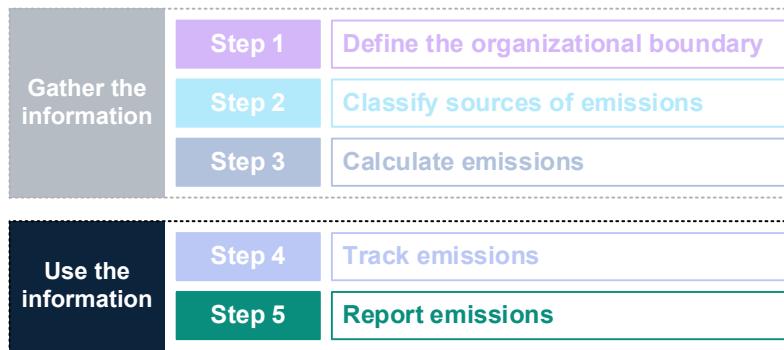 Gather the
information
Step 1
Define the organizational boundary
Step 2
Classify sources of emissions
Step 3
Calculate emissions
Use the
information
Step 4
Track emissions
Step 5
Report emissions